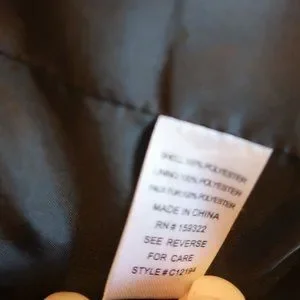 SHELL: 100% POLYESTER
LINING: 100% POLYESTER
FAUX FUR: 100% POLYESTER
MADE IN CHINA
RN # 159322
SEE REVERSE
FOR CARE
STYLE # C12194